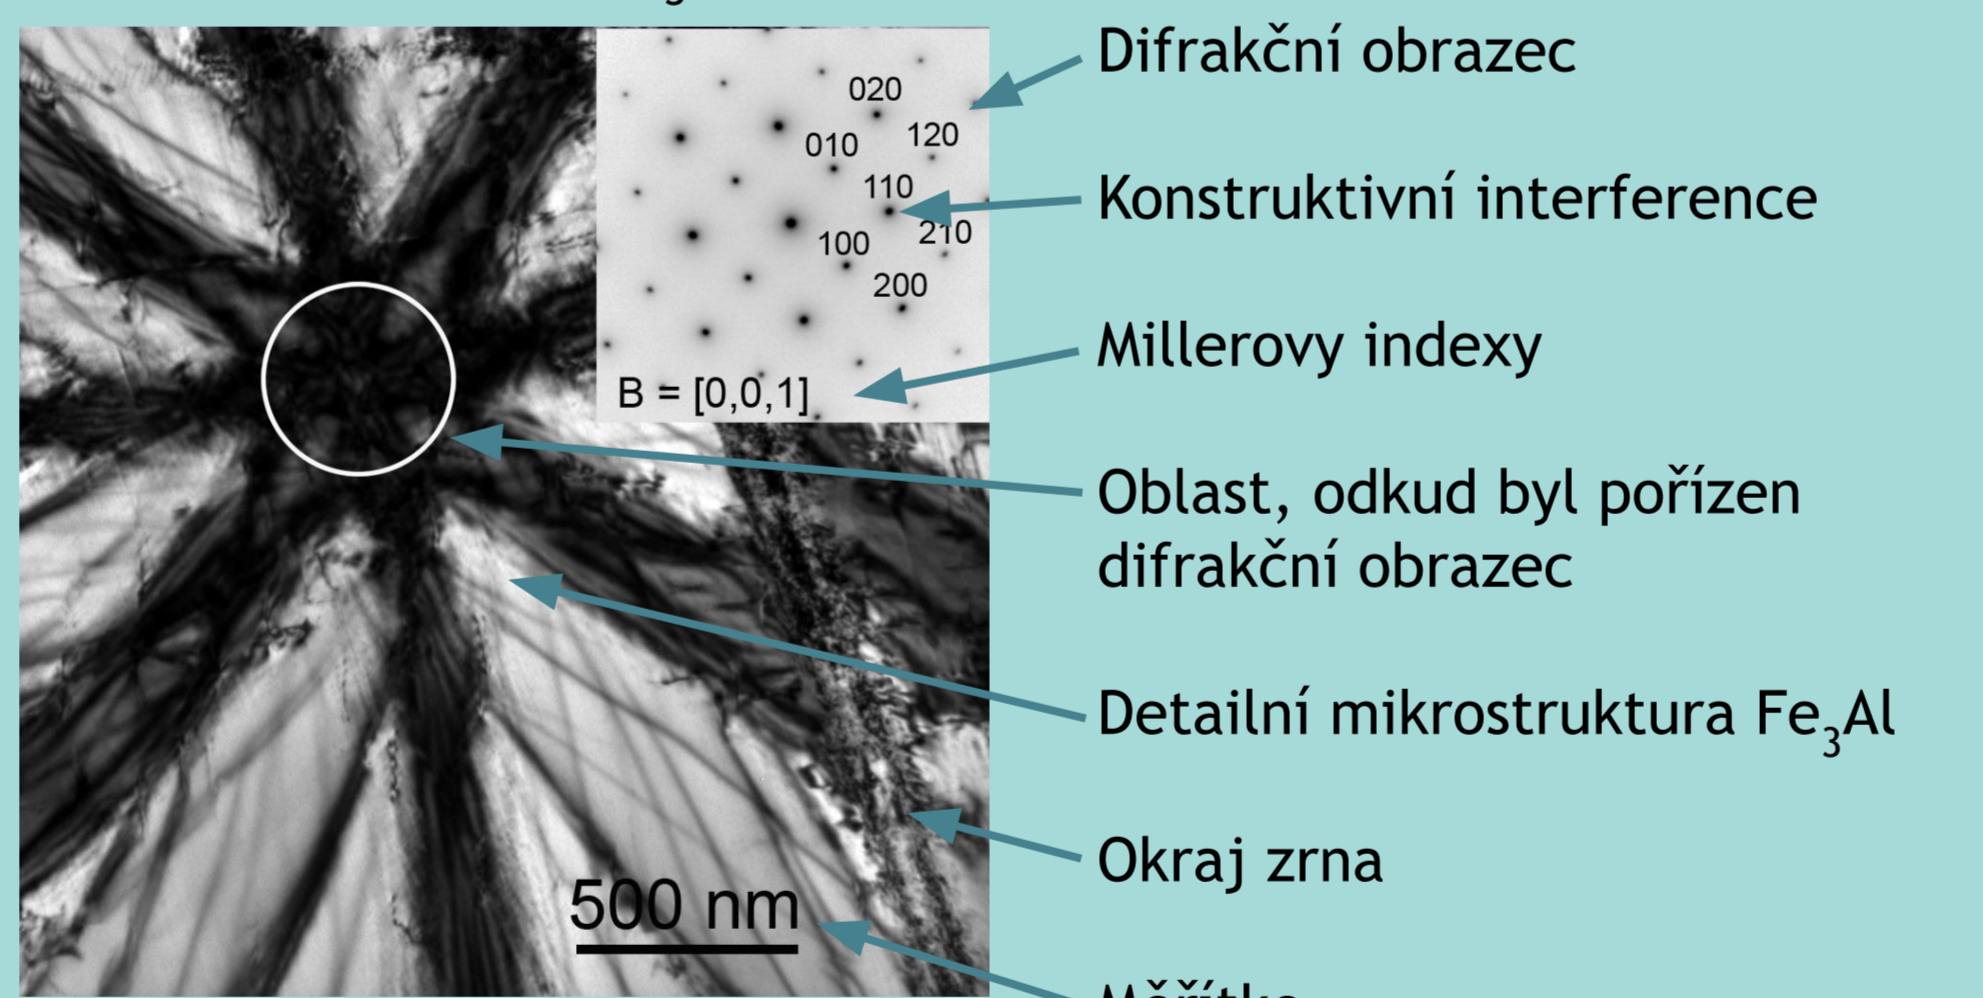 Difrakční obrazec
020
120
010
110
Konstruktivní interference
210
100
200
Millerovy indexy
B = [0,0,1]
Oblast, odkud byl pořízen
difrakční obrazec
Detailní mikrostruktura Fe₃Al
Okraj zrna
500 nm
Měřítko